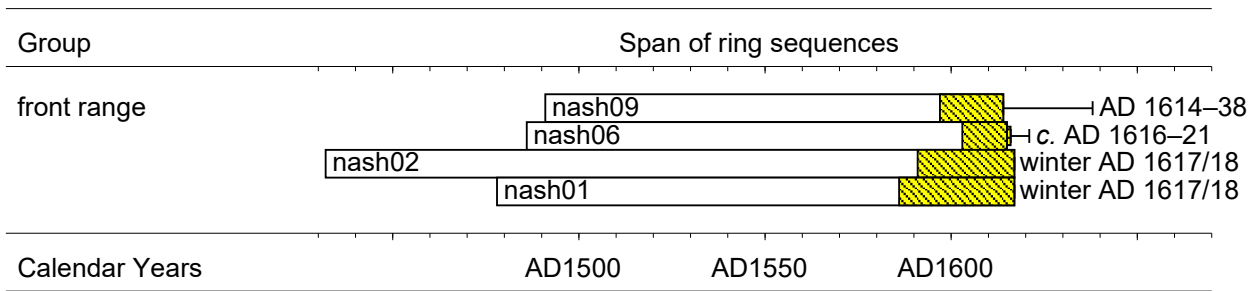 Group Span of ring sequences
front range
nash09 AD 1614–38
nash06 c. AD 1616–21
nash02 winter AD 1617/18
nash01 winter AD 1617/18
Calendar Years AD1500 AD1550 AD1600